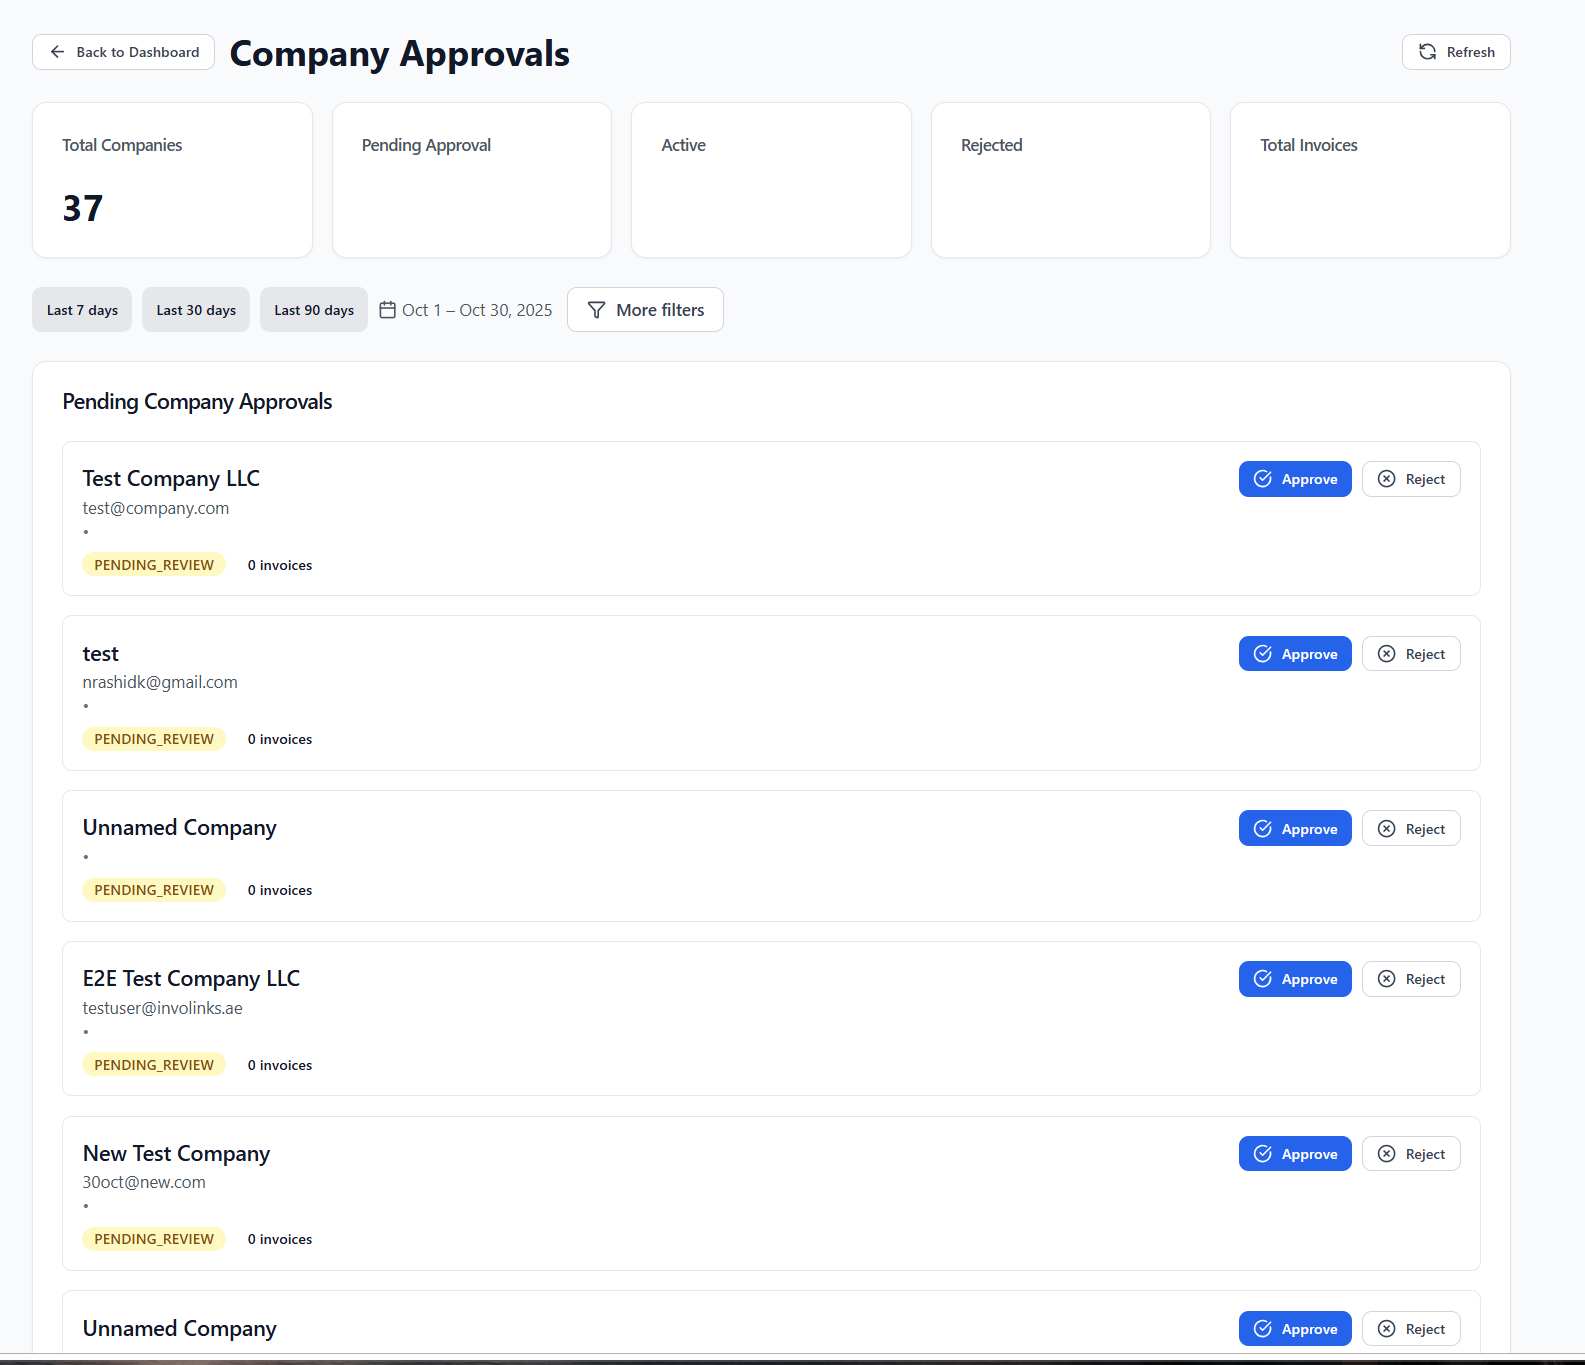 Back to Dashboard
Company Approvals
Refresh
Total Companies
37
Pending Approval
Active
Rejected
Total Invoices
Last 7 days
Last 30 days
Last 90 days
Oct 1 – Oct 30, 2025
More filters
Pending Company Approvals
Test Company LLC
test@company.com
•
PENDING_REVIEW 0 invoices
Approve
Reject
test
nrashidk@gmail.com
•
PENDING_REVIEW 0 invoices
Approve
Reject
Unnamed Company
•
PENDING_REVIEW 0 invoices
Approve
Reject
E2E Test Company LLC
testuser@involinks.ae
•
PENDING_REVIEW 0 invoices
Approve
Reject
New Test Company
30oct@new.com
•
PENDING_REVIEW 0 invoices
Approve
Reject
Unnamed Company
Approve
Reject